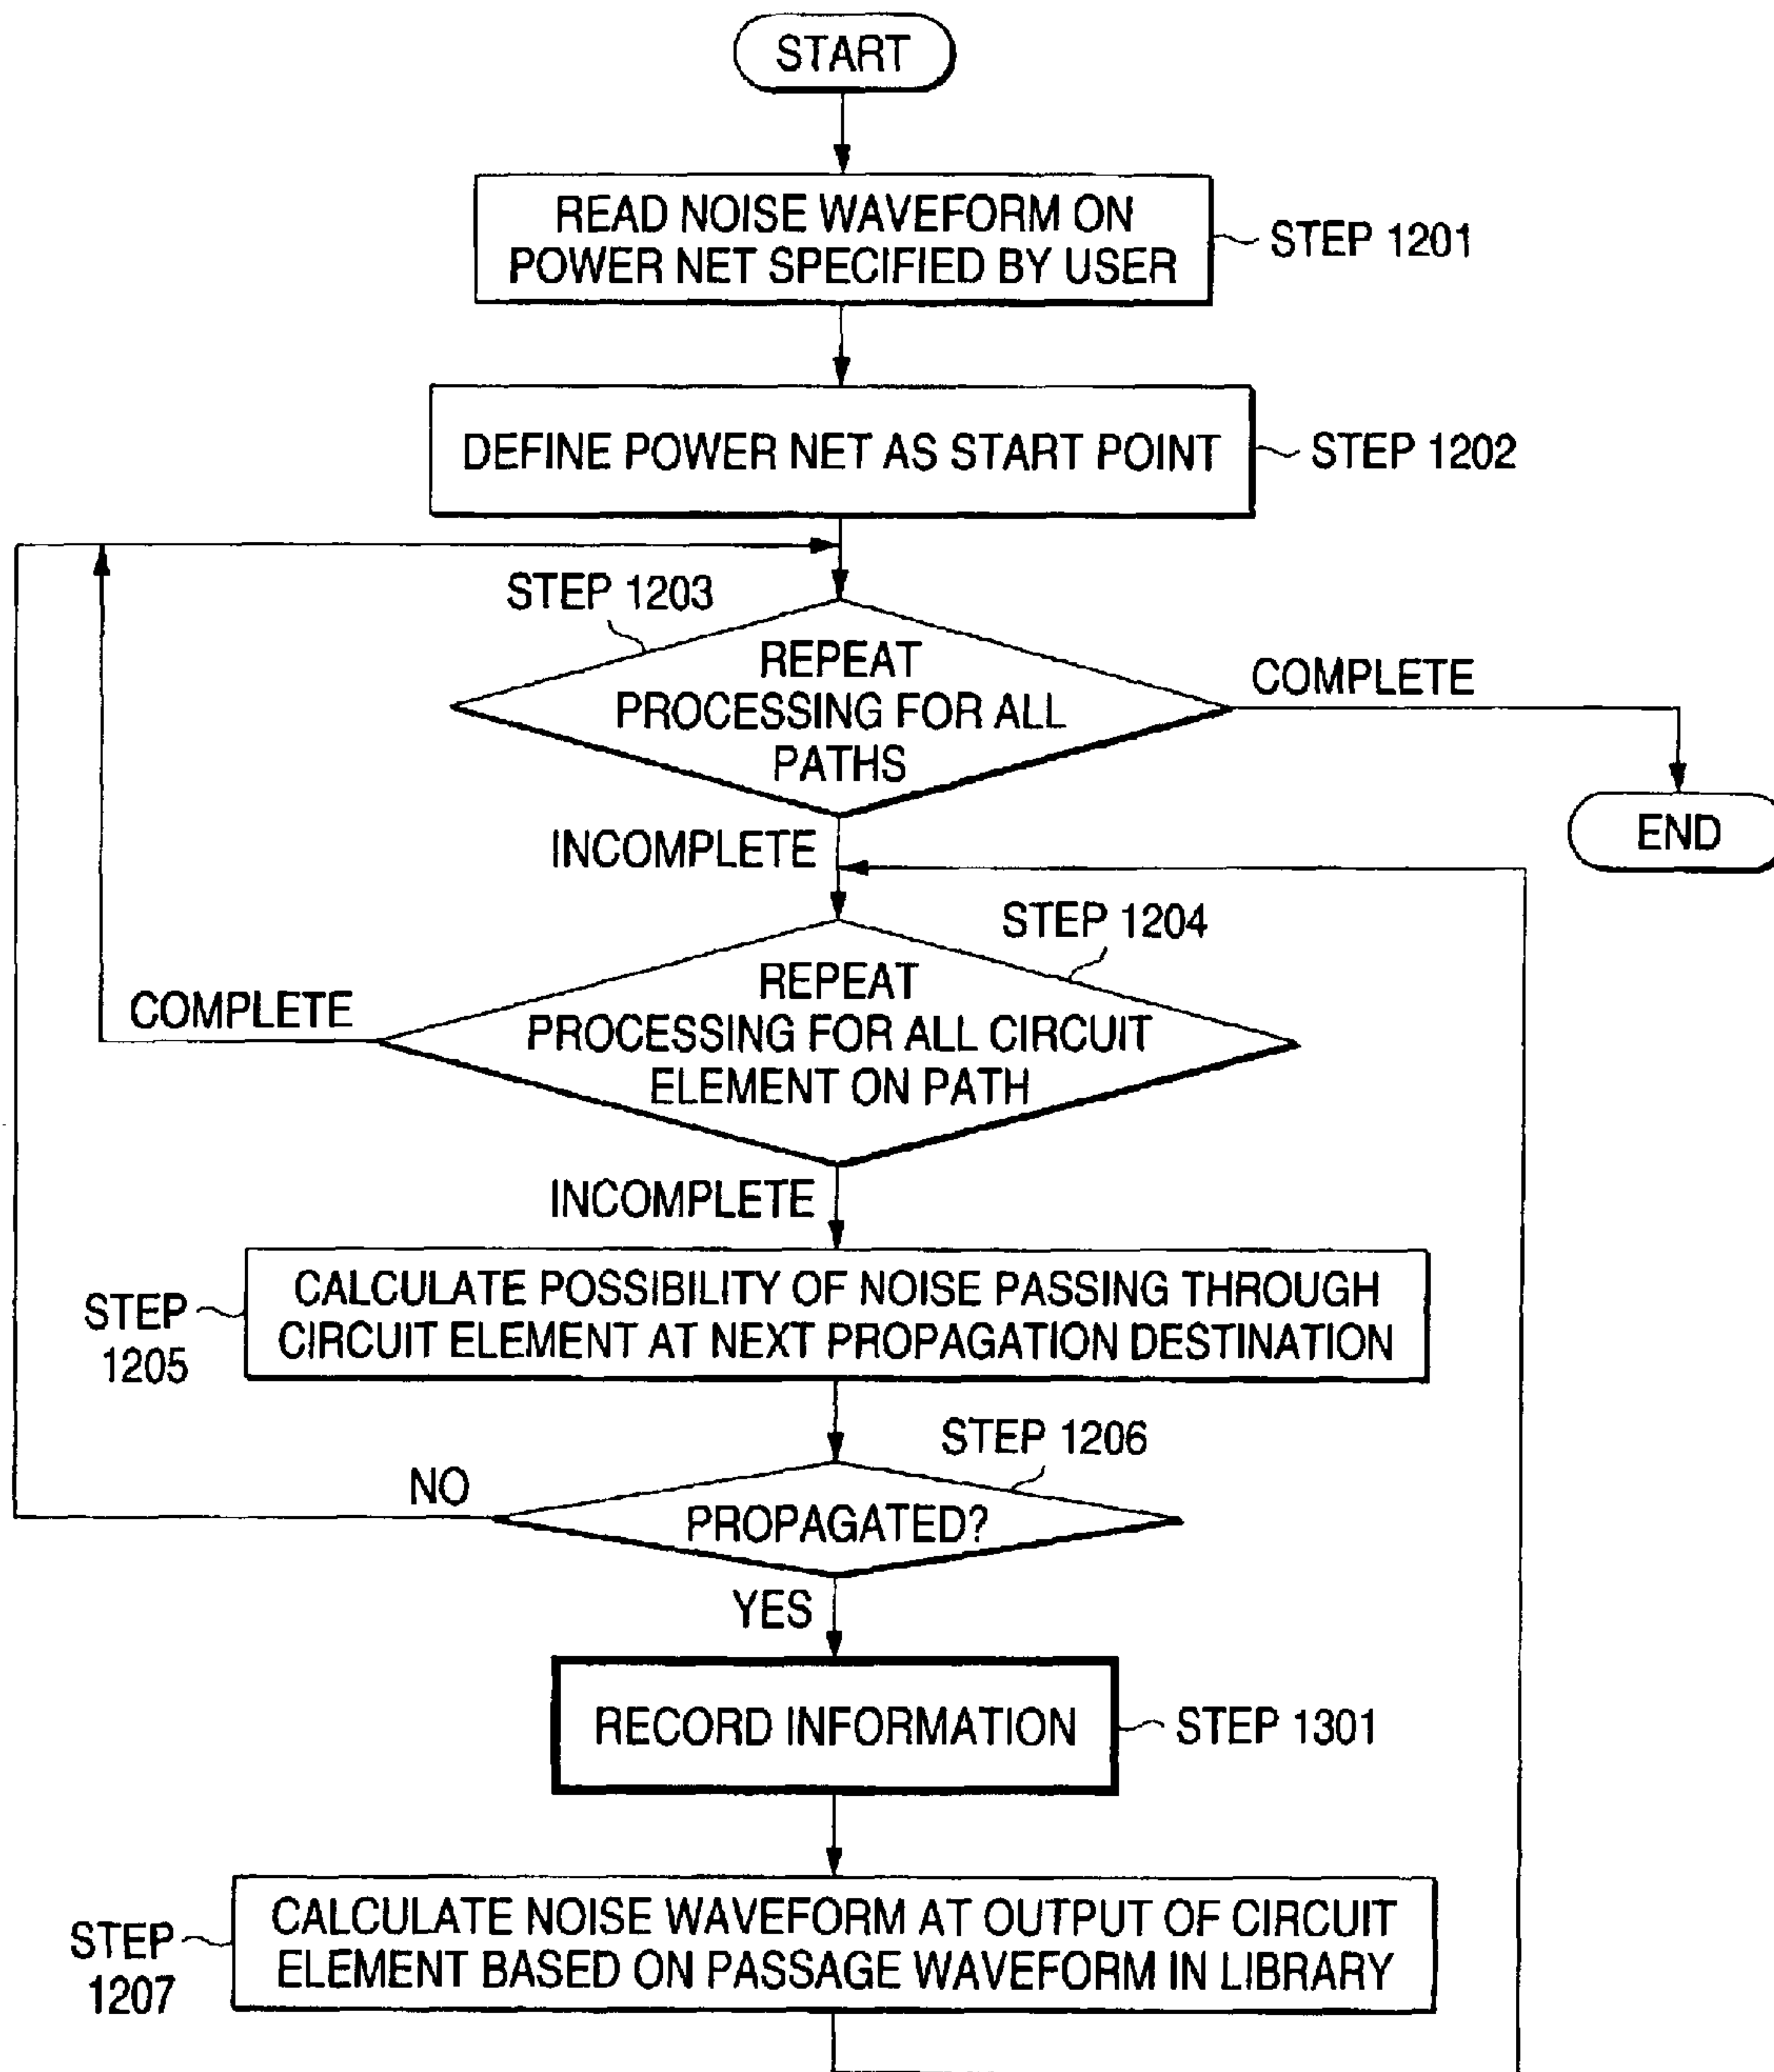 START
READ NOISE WAVEFORM ON
POWER NET SPECIFIED BY USER
STEP 1201
DEFINE POWER NET AS START POINT
STEP 1202
STEP 1203
REPEAT
PROCESSING FOR ALL
PATHS
COMPLETE
END
INCOMPLETE
STEP 1204
REPEAT
PROCESSING FOR ALL CIRCUIT
ELEMENT ON PATH
COMPLETE
INCOMPLETE
STEP
1205
CALCULATE POSSIBILITY OF NOISE PASSING THROUGH
CIRCUIT ELEMENT AT NEXT PROPAGATION DESTINATION
STEP 1206
NO
PROPAGATED?
YES
RECORD INFORMATION
STEP 1301
STEP
1207
CALCULATE NOISE WAVEFORM AT OUTPUT OF CIRCUIT
ELEMENT BASED ON PASSAGE WAVEFORM IN LIBRARY